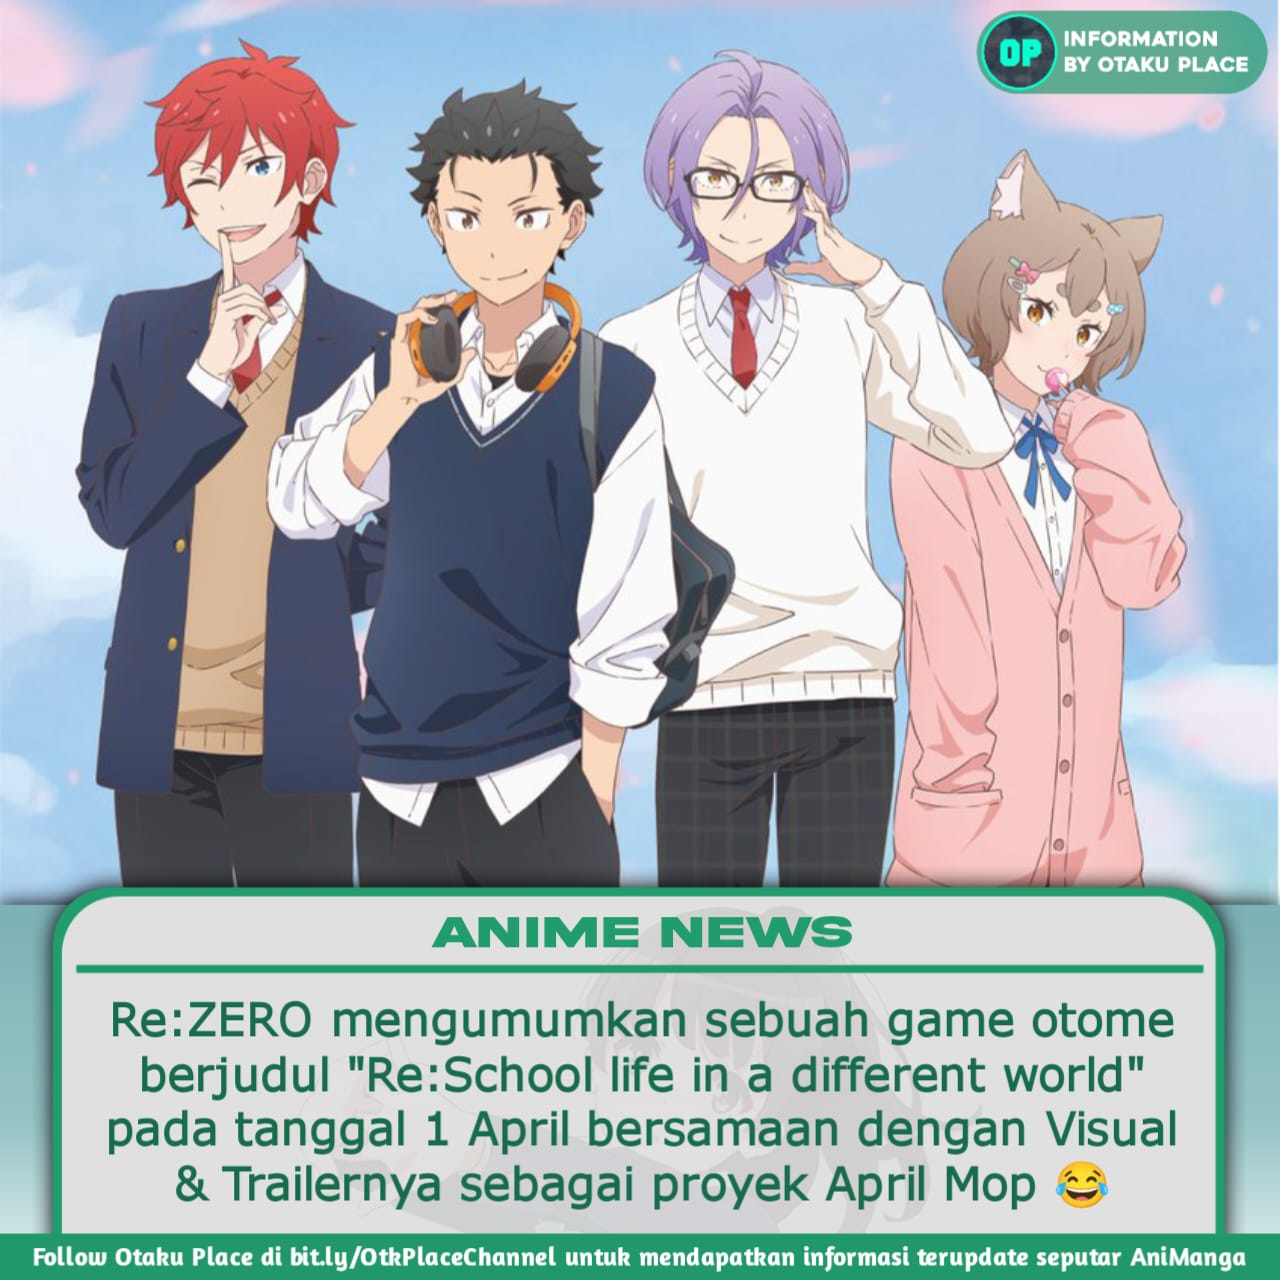 OP
INFORMATION
BY OTAKU PLACE
ANIME NEWS
Re:ZERO mengumumkan sebuah game otome
berjudul "Re:School life in a different world"
pada tanggal 1 April bersamaan dengan Visual
& Trailernya sebagai proyek April Mop 😂
Follow Otaku Place di bit.ly/OtkPlaceChannel untuk mendapatkan informasi terupdate seputar AniManga